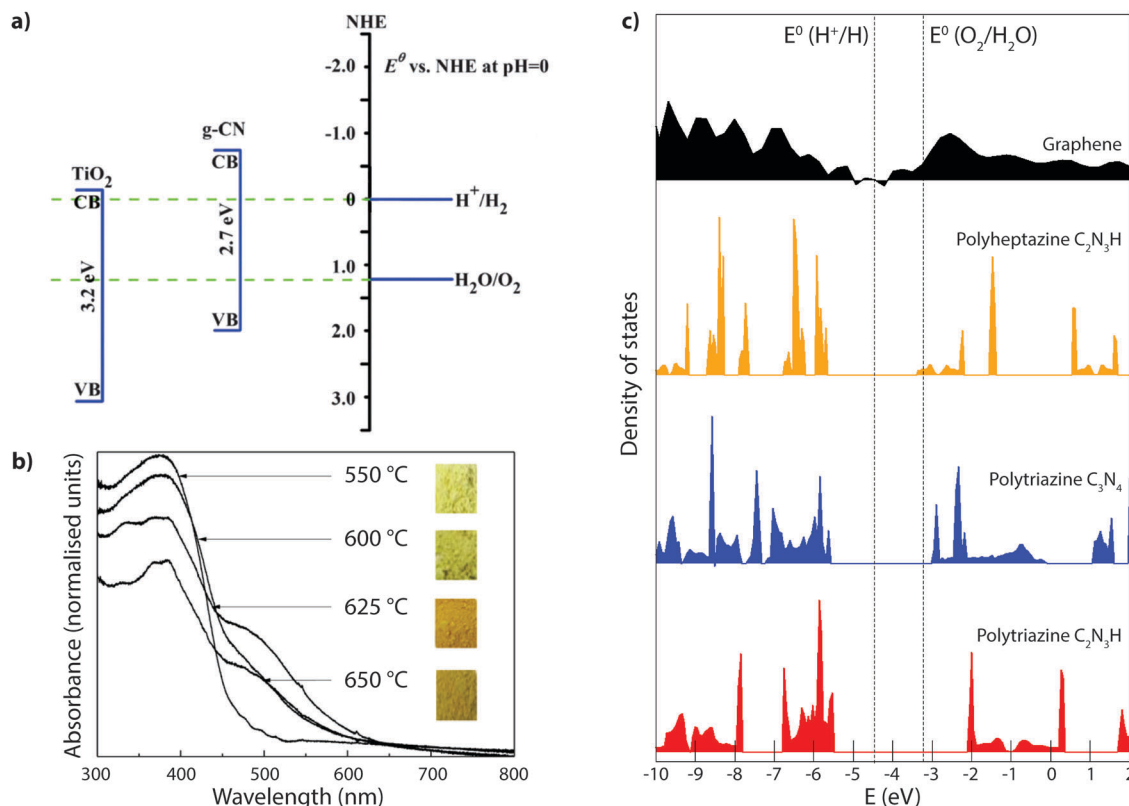 a)
NHE
E^θ vs. NHE at pH=0
-2.0
-1.0
0
1.0
2.0
3.0
g-CN
CB
2.7 eV
VB
TiO₂
CB
3.2 eV
VB
H⁺/H₂
H₂O/O₂
b)
Absorbance (normalised units)
550 °C
600 °C
625 °C
650 °C
300 400 500 600 700 800
Wavelength (nm)
c)
E⁰ (H⁺/H)
E⁰ (O₂/H₂O)
Graphene
Polyheptazine C₂N₃H
Polytriazine C₃N₄
Polytriazine C₂N₃H
Density of states
-10 -9 -8 -7 -6 -5 -4 -3 -2 -1 0 1 2
E (eV)